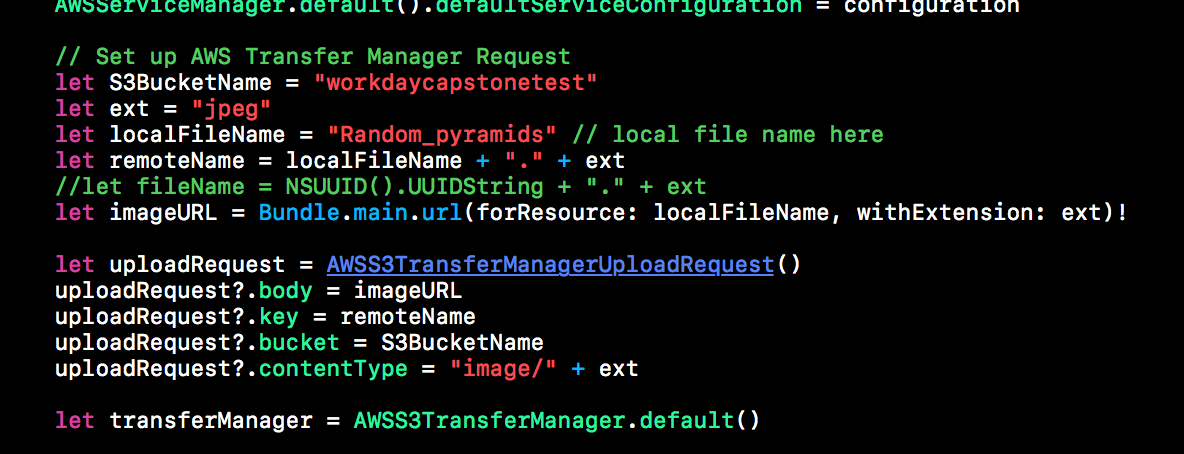 AWSServiceManager.default().defaultServiceConfiguration = configuration
// Set up AWS Transfer Manager Request
let S3BucketName = "workdaycapstonetest"
let ext = "jpeg"
let localFileName = "Random_pyramids" // local file name here
let remoteName = localFileName + "." + ext
//let fileName = NSUUID().UUIDString + "." + ext
let imageURL = Bundle.main.url(forResource: localFileName, withExtension: ext)!
let uploadRequest = AWSS3TransferManagerUploadRequest()
uploadRequest?.body = imageURL
uploadRequest?.key = remoteName
uploadRequest?.bucket = S3BucketName
uploadRequest?.contentType = "image/" + ext
let transferManager = AWSS3TransferManager.default()